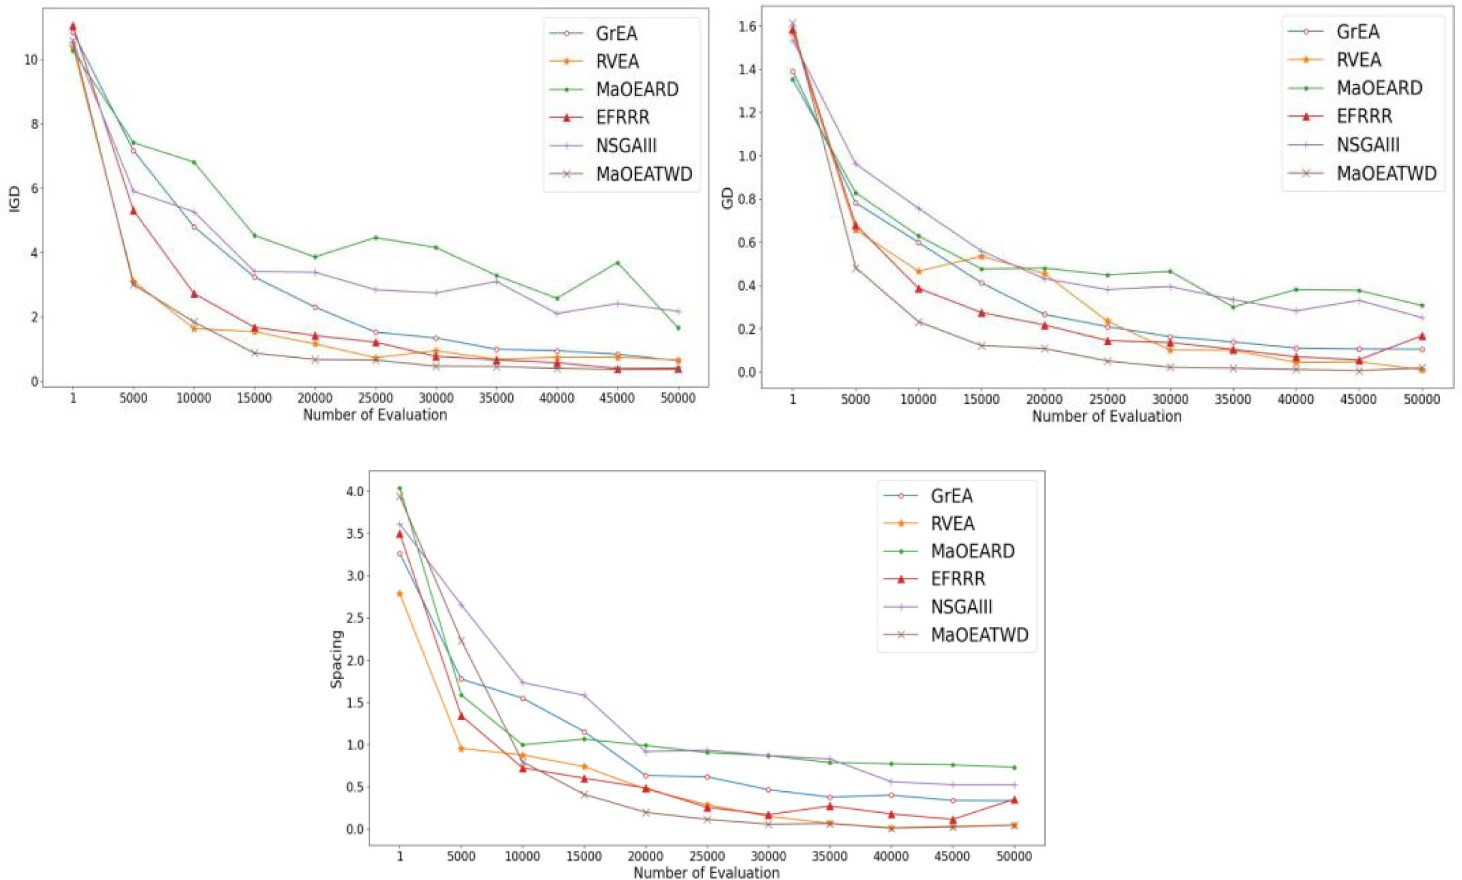 GrEA
RVEA
MaOEARD
EFRRR
NSGAIII
MaOEATWD
10
8
6
4
2
0
IGD
1 5000 10000 15000 20000 25000 30000 35000 40000 45000 50000
Number of Evaluation
GrEA
RVEA
MaOEARD
EFRRR
NSGAIII
MaOEATWD
1.6
1.4
1.2
1.0
0.8
0.6
0.4
0.2
0.0
GD
1 5000 10000 15000 20000 25000 30000 35000 40000 45000 50000
Number of Evaluation
GrEA
RVEA
MaOEARD
EFRRR
NSGAIII
MaOEATWD
4.0
3.5
3.0
2.5
2.0
1.5
1.0
0.5
0.0
Spacing
1 5000 10000 15000 20000 25000 30000 35000 40000 45000 50000
Number of Evaluation